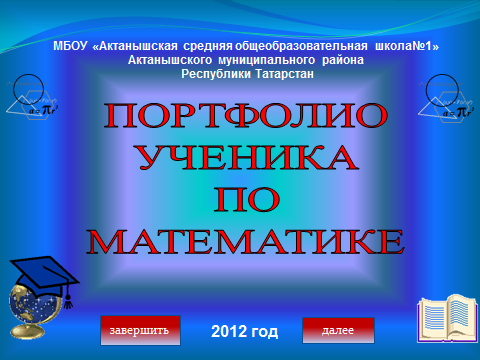 МБОУ «Актанышская средняя общеобразовательная школа№1»
Актанышского муниципального района
Республики Татарстан
ПОРТФОЛИО
УЧЕНИКА
ПО
МАТЕМАТИКЕ
завершить
2012 год
далее